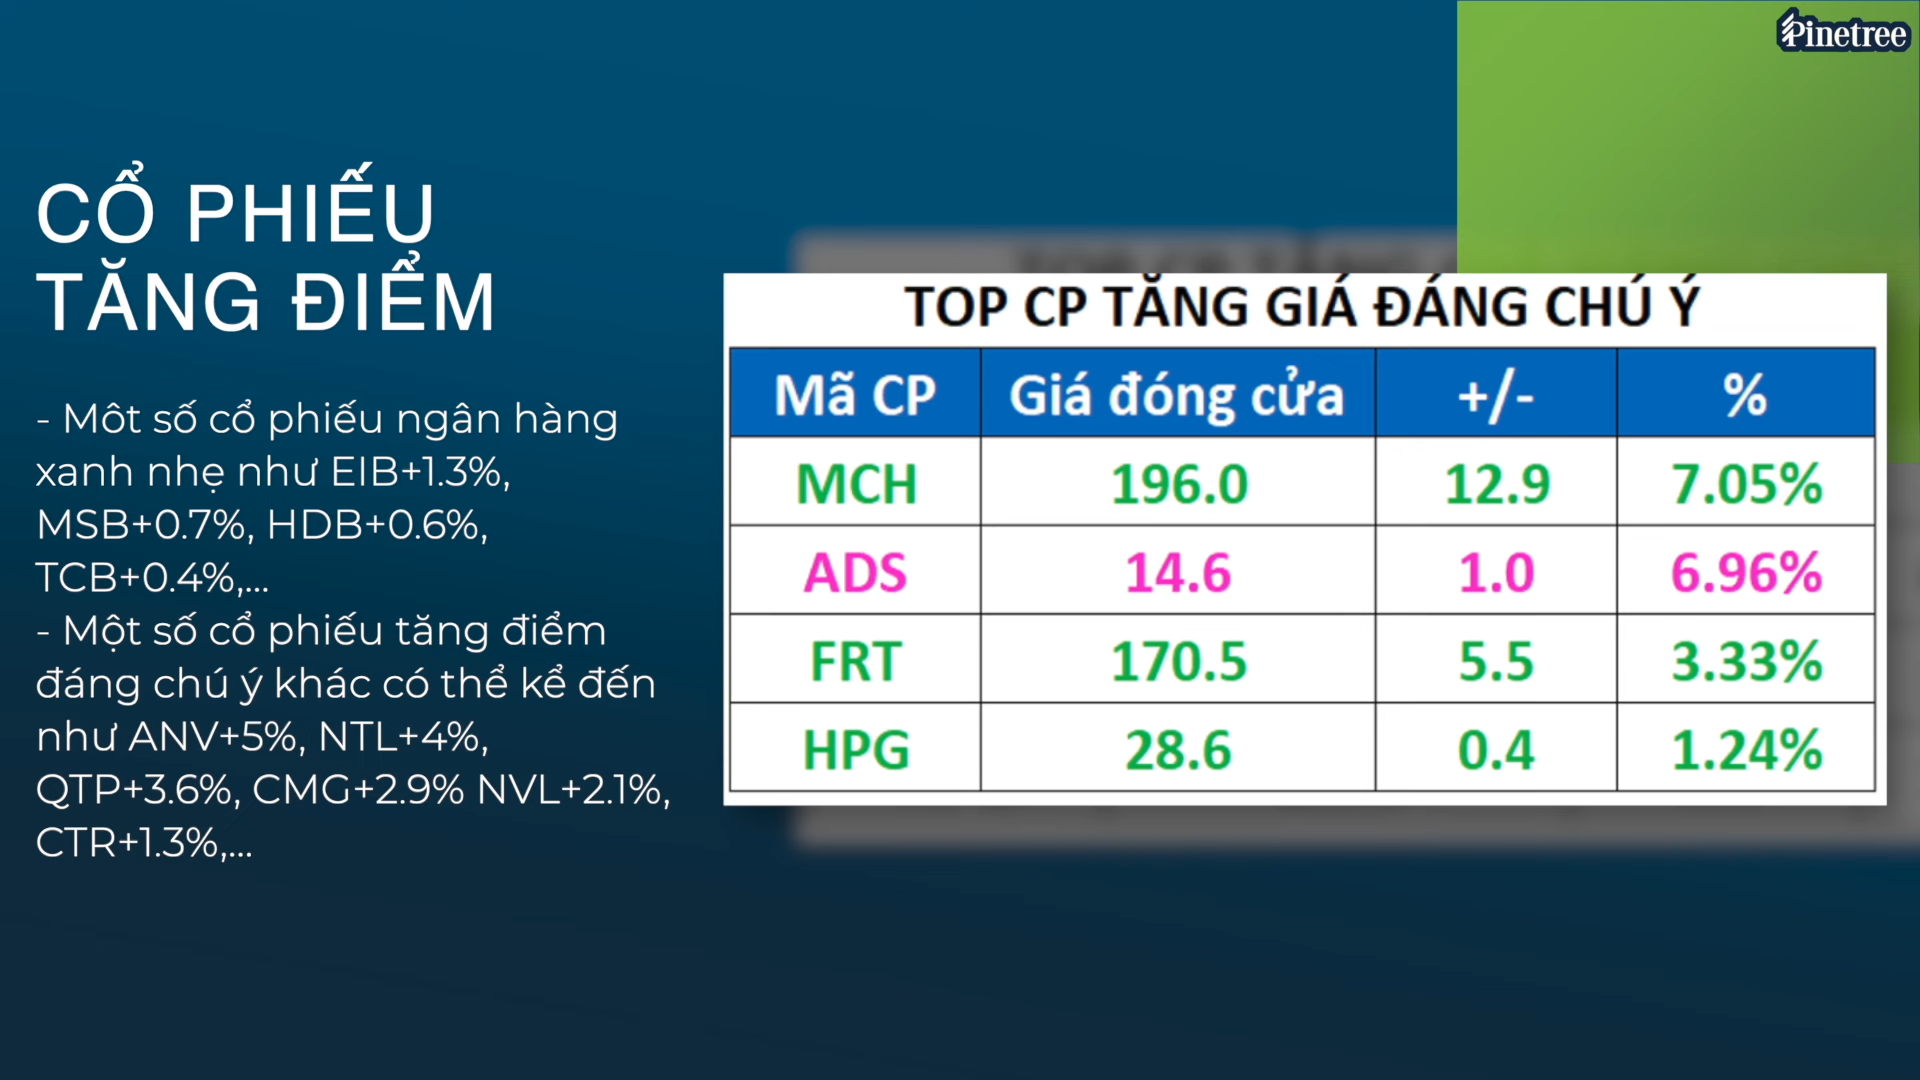 Pinetree
CỔ PHIẾU
TĂNG ĐIỂM
- Môt số cổ phiếu ngân hàng
xanh nhẹ như EIB+1.3%,
MSB+0.7%, HDB+0.6%,
TCB+0.4%,...
- Một số cổ phiếu tăng điểm
đáng chú ý khác có thể kể đến
như ANV+5%, NTL+4%,
QTP+3.6%, CMG+2.9% NVL+2.1%,
CTR+1.3%,...
TOP CP TĂNG GIÁ ĐÁNG CHÚ Ý
Mã CP Giá đóng cửa +/- %
MCH 196.0 12.9 7.05%
ADS 14.6 1.0 6.96%
FRT 170.5 5.5 3.33%
HPG 28.6 0.4 1.24%